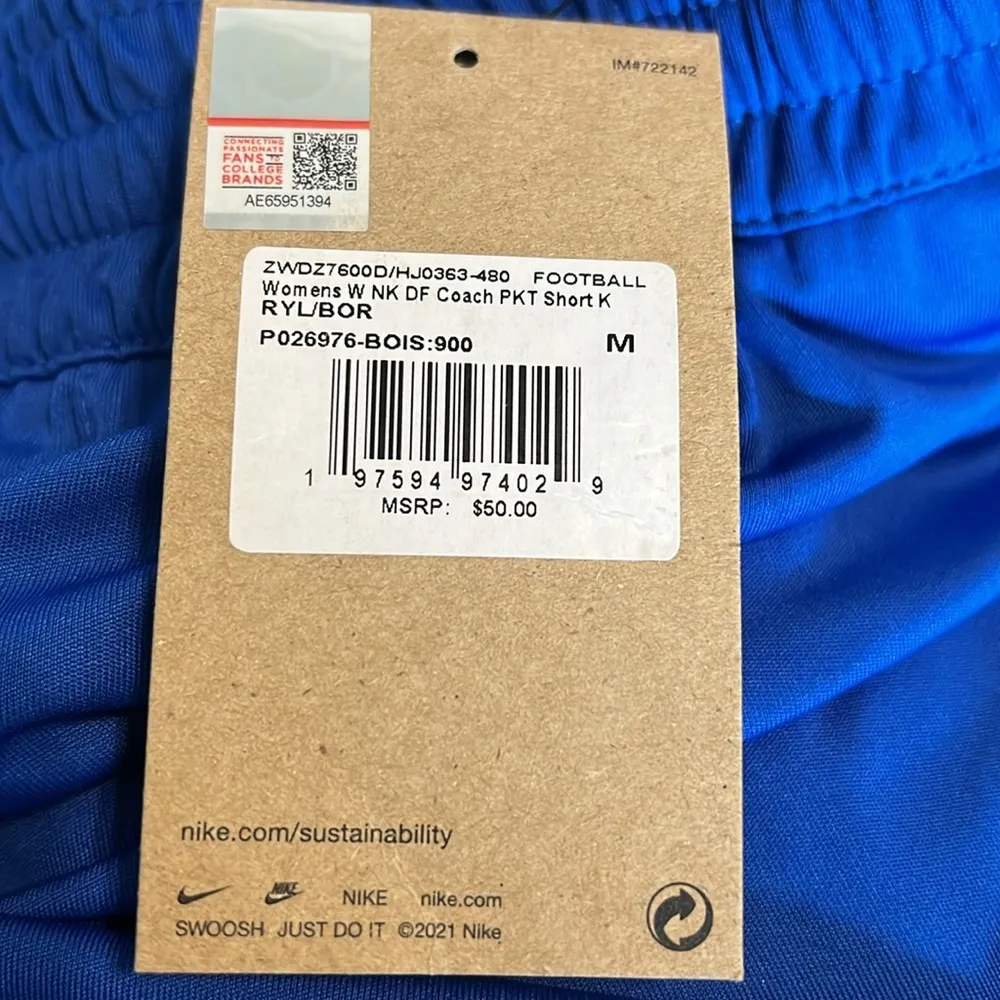 IM#722142
CONNECTING
PASSIONATE
FANS TO
COLLEGE
BRANDS
AE65951394
ZWDZ7600D/HJ0363-480 FOOTBALL
Womens W NK DF Coach PKT Short K
RYL/BOR
P026976-BOIS:900 M
1 97594 97402 9
MSRP: $50.00
nike.com/sustainability
NIKE NIKE nike.com
SWOOSH JUST DO IT ©2021 Nike